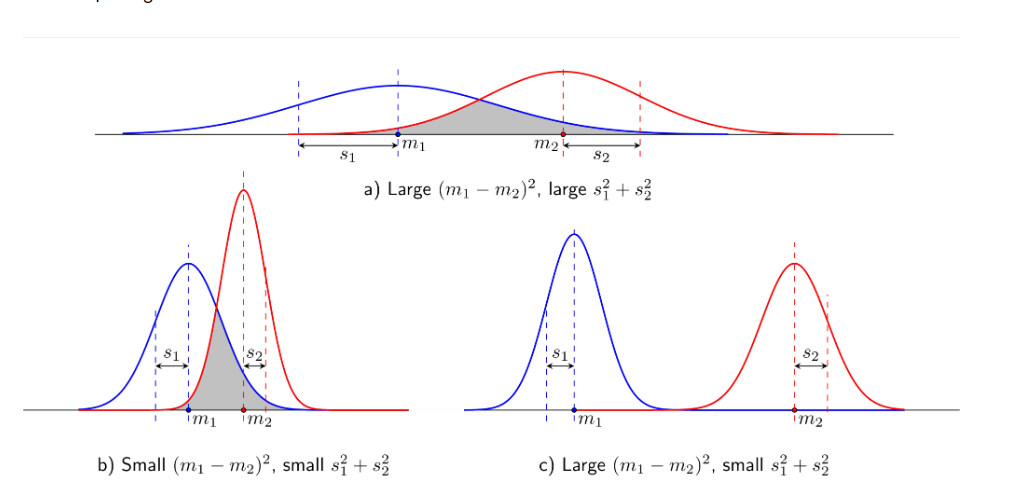 s₁
m₁
m₂
s₂
a) Large (m₁ − m₂)², large s₁² + s₂²
s₁
s₂
m₁
m₂
b) Small (m₁ − m₂)², small s₁² + s₂²
s₁
s₂
m₁
m₂
c) Large (m₁ − m₂)², small s₁² + s₂²